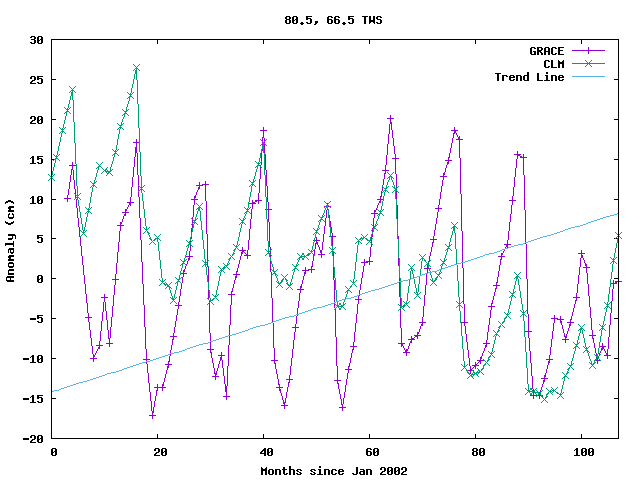 80.5, 66.5 TWS
GRACE
CLM
Trend Line
30
25
20
15
10
5
0
-5
-10
-15
-20
Anomaly (cm)
0 20 40 60 80 100
Months since Jan 2002